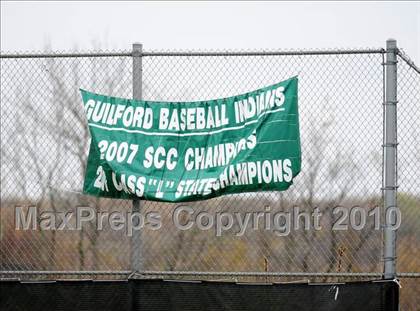 GUILFORD BASEBALL INDIANS
2007 SCC CHAMPIONS
CLASS "L" STATE CHAMPIONS
MaxPreps Copyright 2010